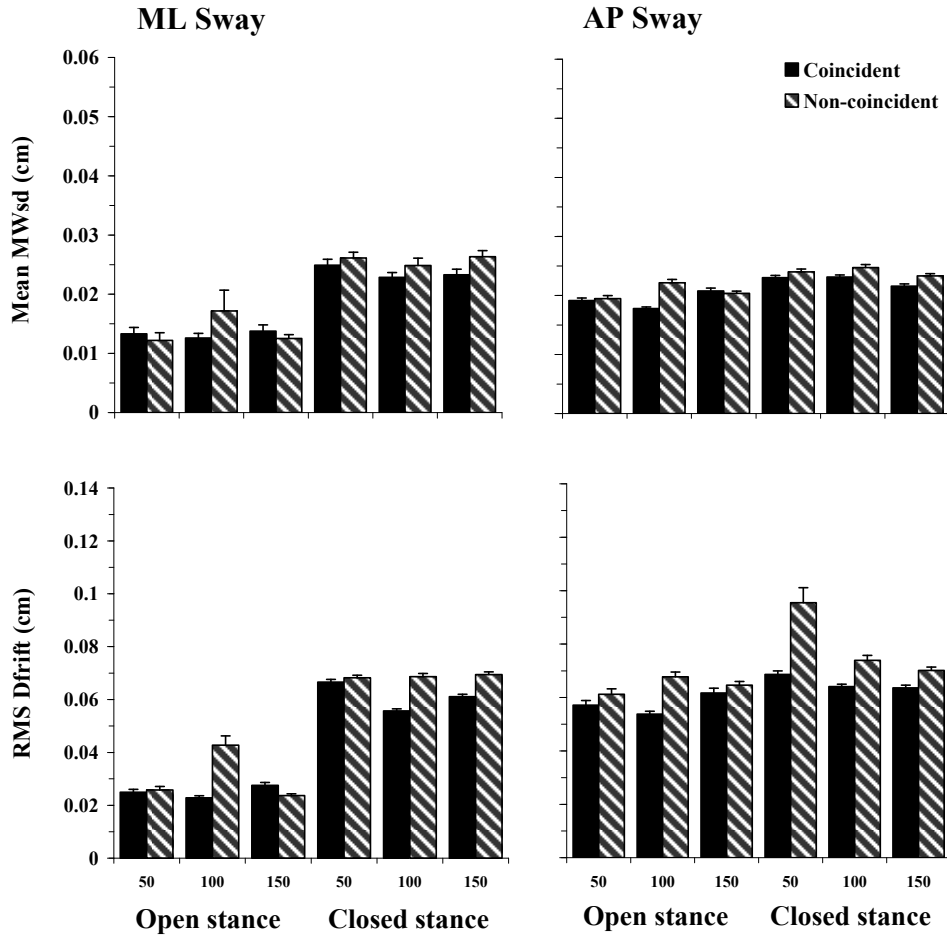 ML Sway
AP Sway
Mean MWsd (cm)
0.06
0.05
0.04
0.03
0.02
0.01
0
Coincident
Non-coincident
RMS Dfrift (cm)
0.14
0.12
0.1
0.08
0.06
0.04
0.02
0
50 100 150 50 100 150
50 100 150 50 100 150
Open stance Closed stance
Open stance Closed stance